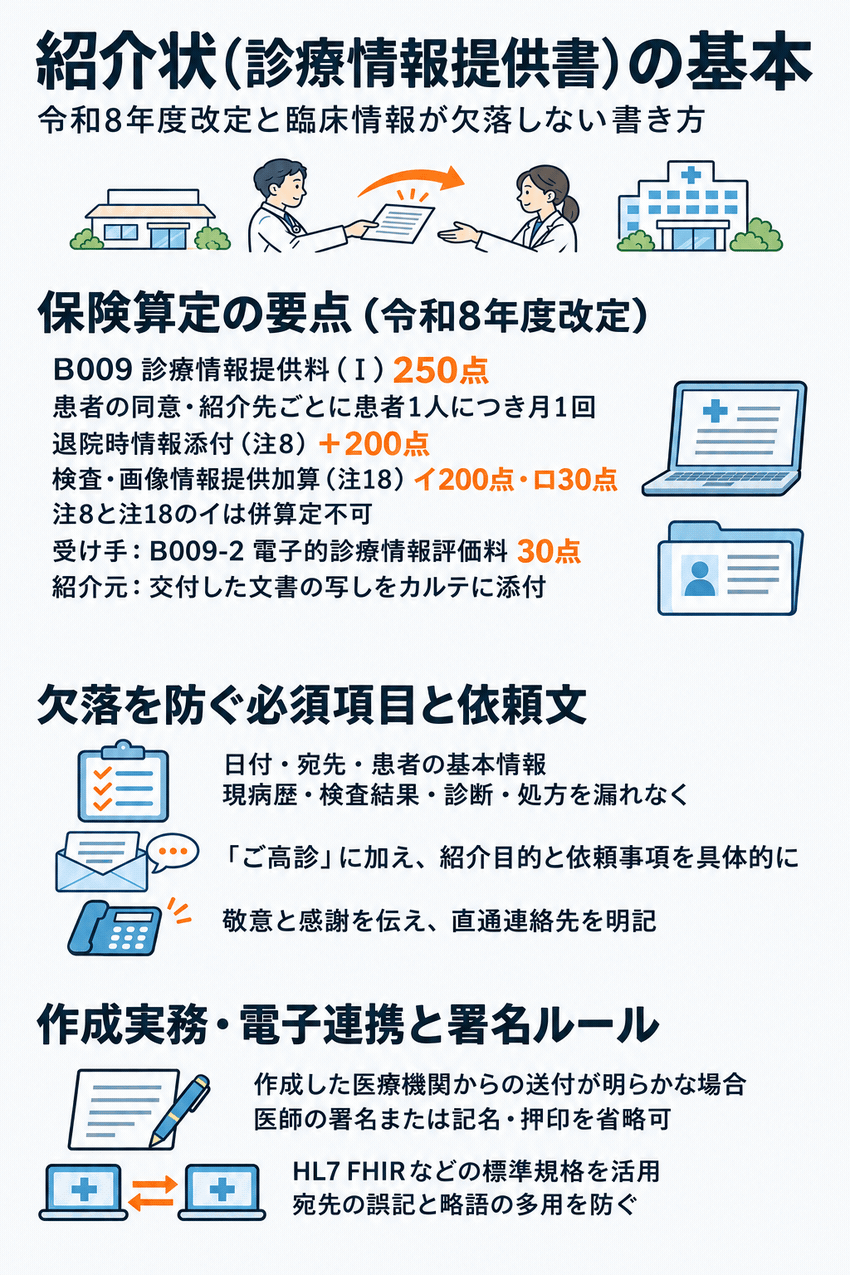 紹介状（診療情報提供書）の基本
令和8年度改定と臨床情報が欠落しない書き方
保険算定の要点（令和8年度改定）
B009 診療情報提供料（Ⅰ）250点
患者の同意・紹介先ごとに患者1人につき月1回
退院時情報添付（注8）＋200点
検査・画像情報提供加算（注18）イ200点・ロ30点
注8と注18のイは併算定不可
受け手：B009-2 電子的診療情報評価料 30点
紹介元：交付した文書の写しをカルテに添付
欠落を防ぐ必須項目と依頼文
日付・宛先・患者の基本情報
現病歴・検査結果・診断・処方を漏れなく
「ご高診」に加え、紹介目的と依頼事項を具体的に
敬意と感謝を伝え、直通連絡先を明記
作成実務・電子連携と署名ルール
作成した医療機関からの送付が明らかな場合
医師の署名または記名・押印を省略可
HL7 FHIRなどの標準規格を活用
宛先の誤記と略語の多用を防ぐ